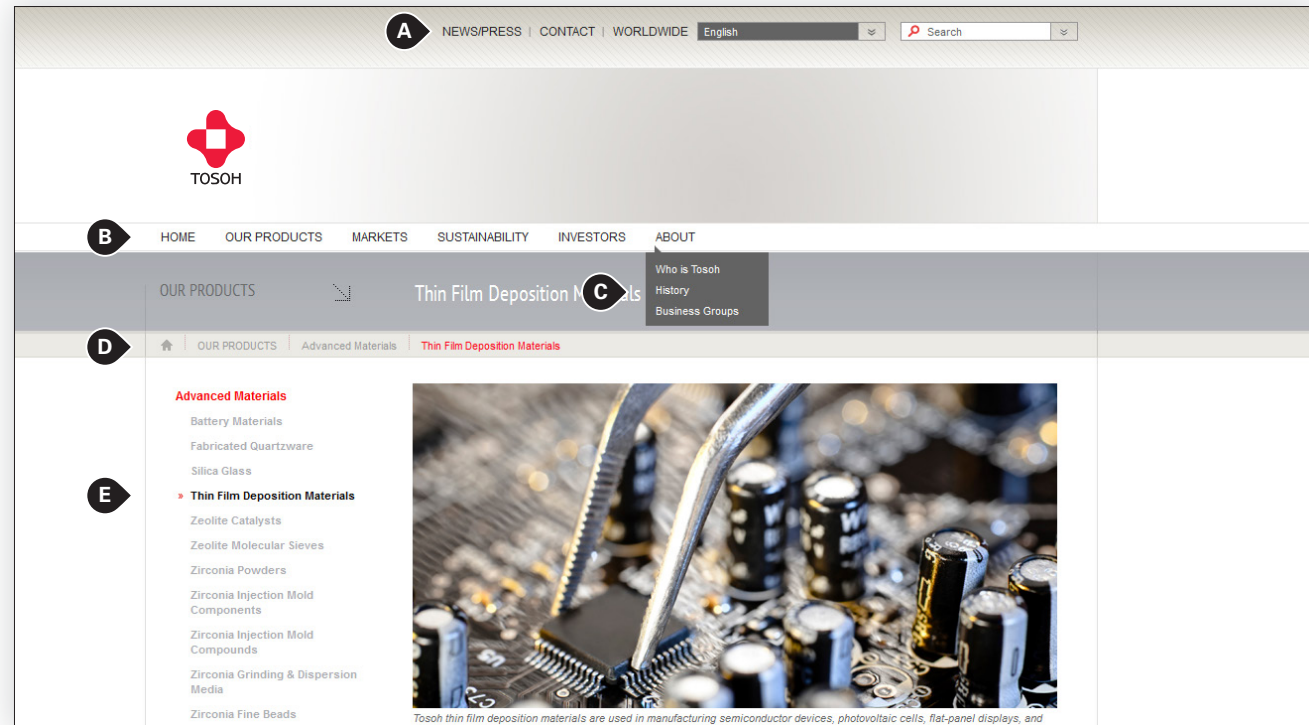 A
NEWS/PRESS | CONTACT | WORLDWIDE English Search
TOSOH
B
HOME OUR PRODUCTS MARKETS SUSTAINABILITY INVESTORS ABOUT
Who is Tosoh
OUR PRODUCTS Thin Film Deposition M als C History
Business Groups
D
OUR PRODUCTS Advanced Materials Thin Film Deposition Materials
Advanced Materials
Battery Materials
Fabricated Quartzware
Silica Glass
E
» Thin Film Deposition Materials
Zeolite Catalysts
Zeolite Molecular Sieves
Zirconia Powders
Zirconia Injection Mold
Components
Zirconia Injection Mold
Compounds
Zirconia Grinding & Dispersion
Media
Zirconia Fine Beads
Tosoh thin film deposition materials are used in manufacturing semiconductor devices, photovoltaic cells, flat-panel displays, and